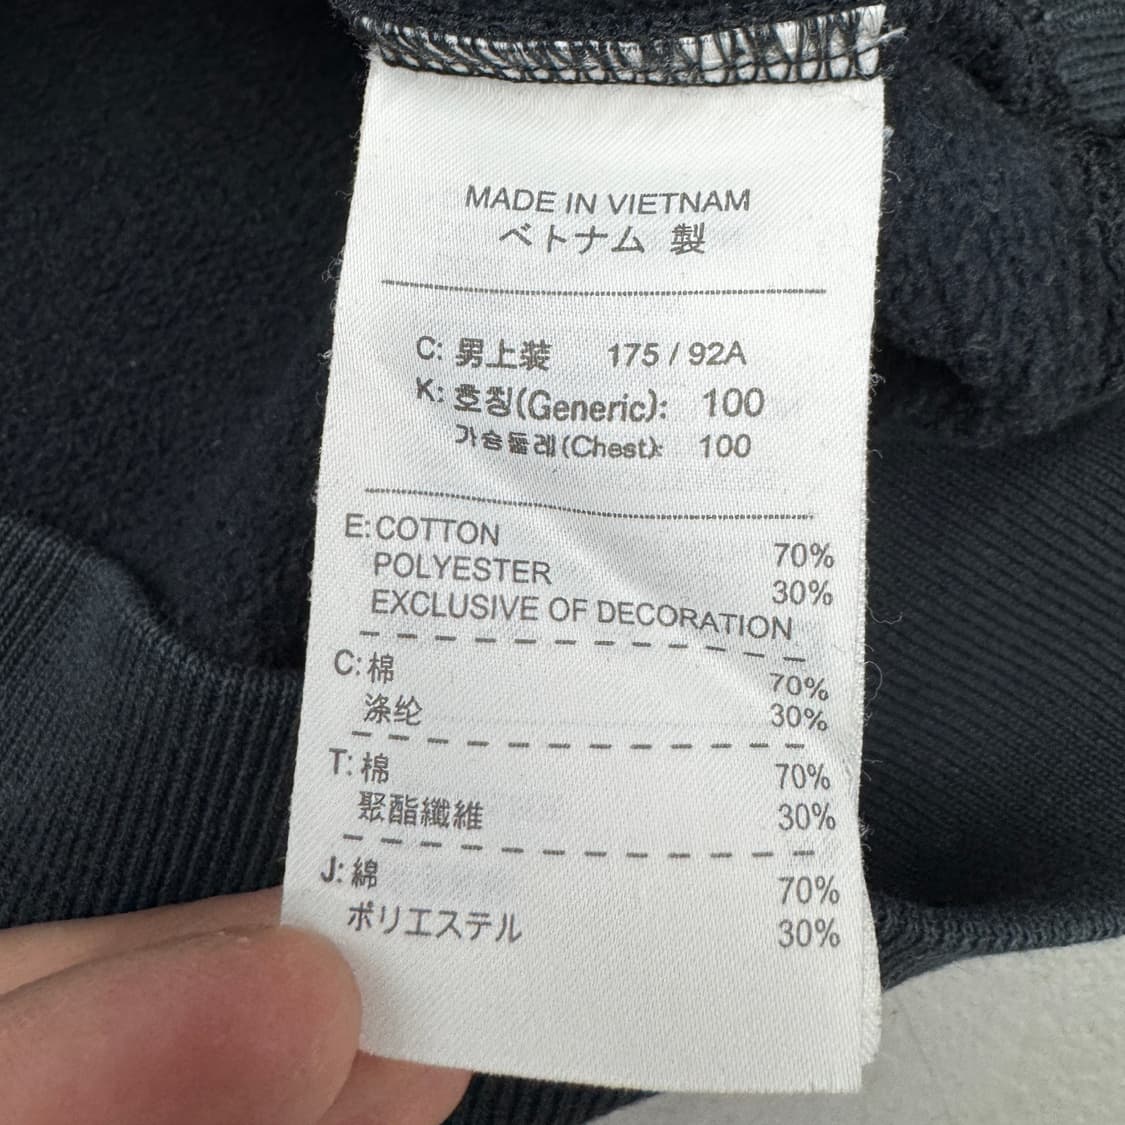 MADE IN VIETNAM
ベトナム 製
C: 男上装 175 / 92A
K: 호칭(Generic): 100
가슴둘레(Chest): 100
E: COTTON 70%
POLYESTER 30%
EXCLUSIVE OF DECORATION
C: 棉 70%
涤纶 30%
T: 棉 70%
聚酯纖維 30%
J: 綿 70%
ポリエステル 30%